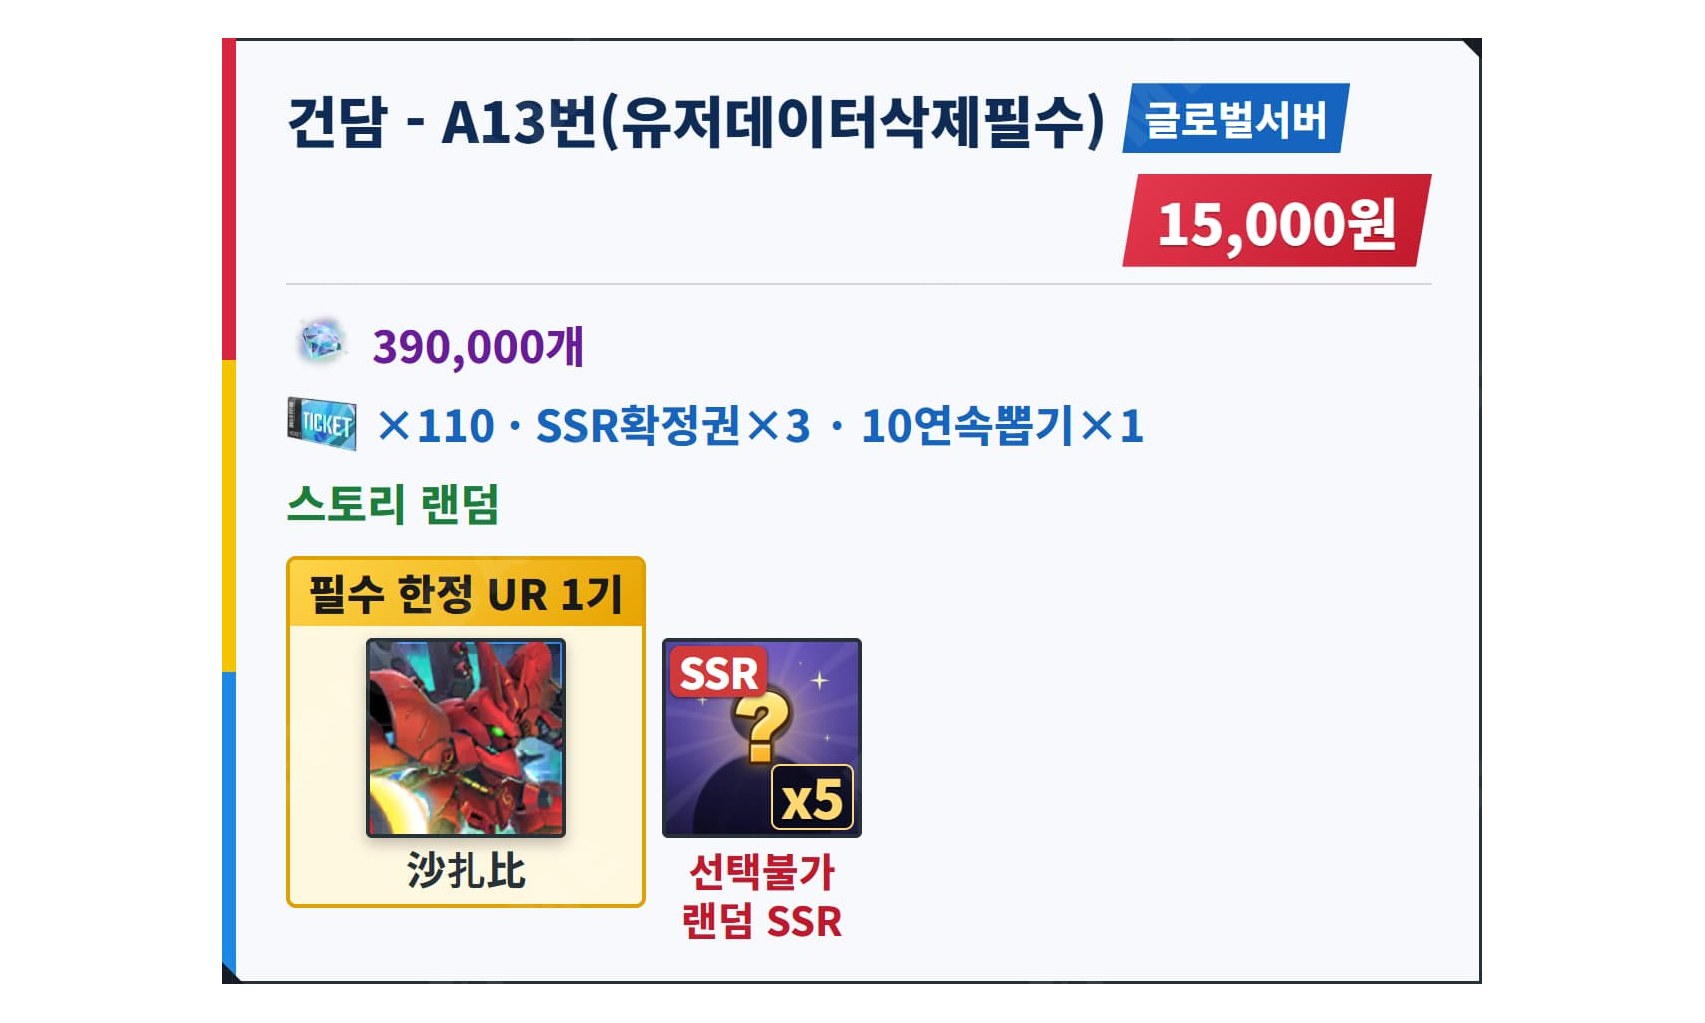 건담 - A13번(유저데이터삭제필수) 글로벌서버
15,000원
390,000개
TICKET ×110 · SSR확정권×3 · 10연속뽑기×1
스토리 랜덤
필수 한정 UR 1기
沙扎比
SSR
?
x5
선택불가
랜덤 SSR